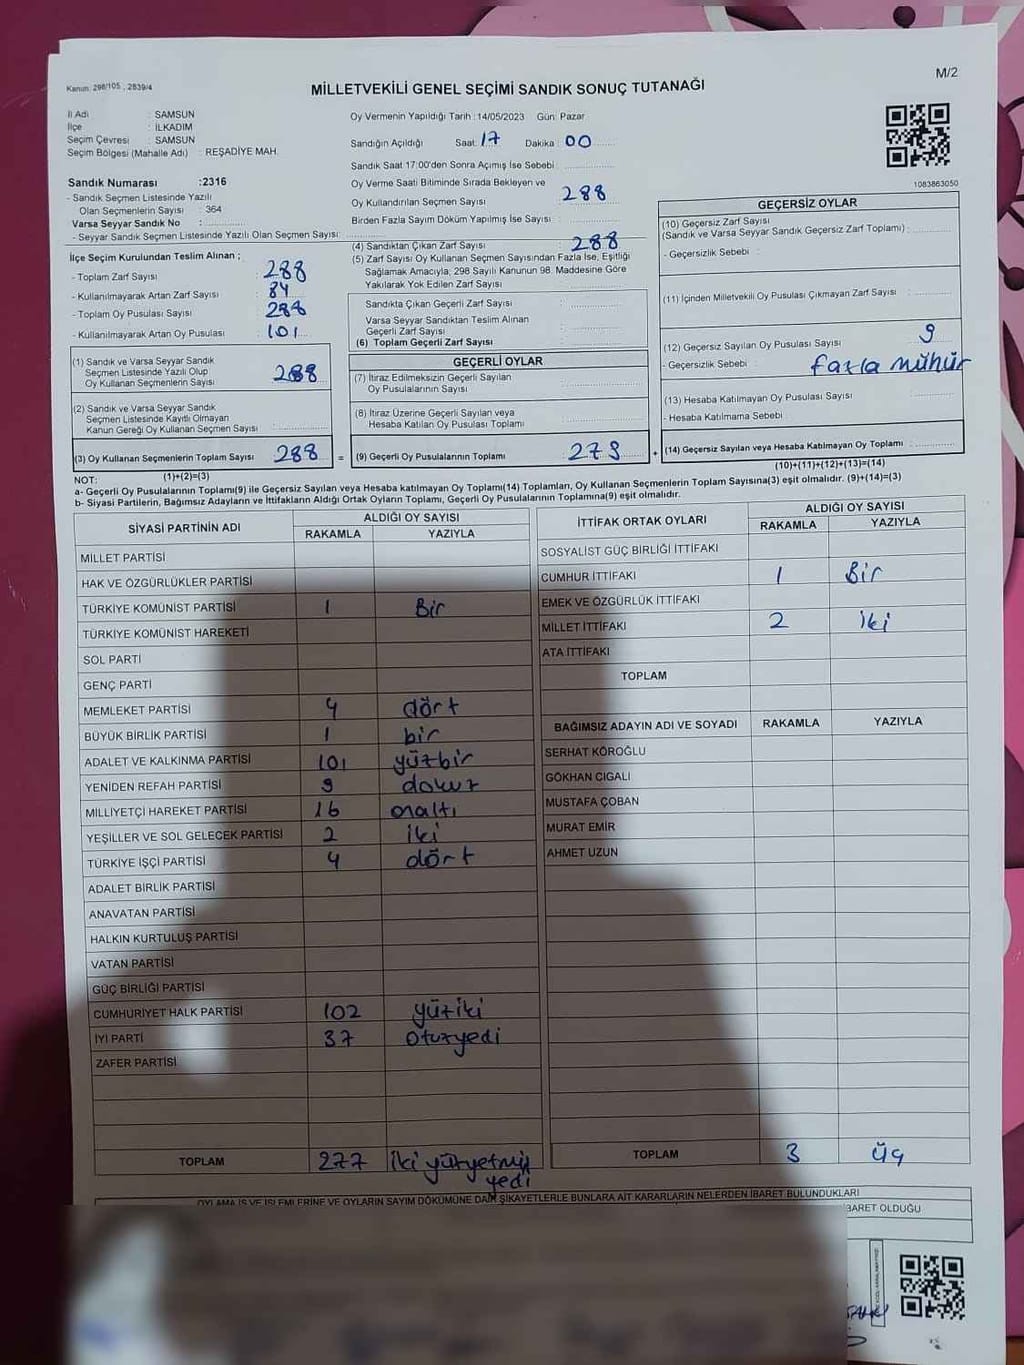 M/2
Kanun: 298/105 , 2839/4
MİLLETVEKİLİ GENEL SEÇİMİ SANDIK SONUÇ TUTANAĞI
İl Adı : SAMSUN
İlçe : İLKADIM
Seçim Çevresi : SAMSUN
Seçim Bölgesi (Mahalle Adı) : REŞADİYE MAH.
Sandık Numarası :2316
- Sandık Seçmen Listesinde Yazılı
Olan Seçmenlerin Sayısı : 364
Varsa Seyyar Sandık No :
- Seyyar Sandık Seçmen Listesinde Yazılı Olan Seçmen Sayısı:
Oy Vermenin Yapıldığı Tarih :14/05/2023 Gün: Pazar
Sandığın Açıldığı Saat: 17 Dakika : 00
Sandık Saat 17:00'den Sonra Açımış İse Sebebi :
Oy Verme Saati Bitiminde Sırada Bekleyen ve
Oy Kullandırılan Seçmen Sayısı : 288
Birden Fazla Sayım Döküm Yapılmış İse Sayısı :
1083863050
İlçe Seçim Kurulundan Teslim Alınan ;
- Toplam Zarf Sayısı : 288
- Kullanılmayarak Artan Zarf Sayısı : 84
- Toplam Oy Pusulası Sayısı : 288
- Kullanılmayarak Artan Oy Pusulası : 101
(1) Sandık ve Varsa Seyyar Sandık
Seçmen Listesinde Yazılı Olup
Oy Kullanan Seçmenlerin Sayısı : 288
(2) Sandık ve Varsa Seyyar Sandık
Seçmen Listesinde Kayıtlı Olmayan
Kanun Gereği Oy Kullanan Seçmen Sayısı :
(3) Oy Kullanan Seçmenlerin Toplam Sayısı 288 =
(1)+(2)=(3)
(4) Sandıktan Çıkan Zarf Sayısı : 288
(5) Zarf Sayısı Oy Kullanan Seçmen Sayısından Fazla İse, Eşitliği
Sağlamak Amacıyla; 298 Sayılı Kanunun 98. Maddesine Göre
Yakılarak Yok Edilen Zarf Sayısı :
Sandıkta Çıkan Geçerli Zarf Sayısı :
Varsa Seyyar Sandıktan Teslim Alınan
Geçerli Zarf Sayısı :
(6) Toplam Geçerli Zarf Sayısı :
GEÇERLİ OYLAR
(7) İtiraz Edilmeksizin Geçerli Sayılan
Oy Pusulalarının Sayısı :
(8) İtiraz Üzerine Geçerli Sayılan veya
Hesaba Katılan Oy Pusulası Toplamı :
(9) Geçerli Oy Pusulalarının Toplamı : 279 +
GEÇERSİZ OYLAR
(10) Geçersiz Zarf Sayısı
(Sandık ve Varsa Seyyar Sandık Geçersiz Zarf Toplamı) :
- Geçersizlik Sebebi :
(11) İçinden Milletvekili Oy Pusulası Çıkmayan Zarf Sayısı :
(12) Geçersiz Sayılan Oy Pusulası Sayısı : 9
- Geçersizlik Sebebi : fazla mühür
(13) Hesaba Katılmayan Oy Pusulası Sayısı :
- Hesaba Katılmama Sebebi :
(14) Geçersiz Sayılan veya Hesaba Katılmayan Oy Toplamı :
(10)+(11)+(12)+(13)=(14)
NOT:
a- Geçerli Oy Pusulalarının Toplamı(9) ile Geçersiz Sayılan veya Hesaba katılmayan Oy Toplamı(14) Toplamları, Oy Kullanan Seçmenlerin Toplam Sayısına(3) eşit olmalıdır. (9)+(14)=(3)
b- Siyasi Partilerin, Bağımsız Adayların ve İttifakların Aldığı Ortak Oyların Toplamı, Geçerli Oy Pusulalarının Toplamına(9) eşit olmalıdır.
SİYASİ PARTİNİN ADI ALDIĞI OY SAYISI
RAKAMLA YAZIYLA
MİLLET PARTİSİ
HAK VE ÖZGÜRLÜKLER PARTİSİ
TÜRKİYE KOMÜNİST PARTİSİ 1 Bir
TÜRKİYE KOMÜNİST HAREKETİ
SOL PARTİ
GENÇ PARTİ
MEMLEKET PARTİSİ 4 dört
BÜYÜK BİRLİK PARTİSİ 1 bir
ADALET VE KALKINMA PARTİSİ 101 yüzbir
YENİDEN REFAH PARTİSİ 9 dokuz
MİLLİYETÇİ HAREKET PARTİSİ 16 onaltı
YEŞİLLER VE SOL GELECEK PARTİSİ 2 iki
TÜRKİYE İŞÇİ PARTİSİ 4 dört
ADALET BİRLİK PARTİSİ
ANAVATAN PARTİSİ
HALKIN KURTULUŞ PARTİSİ
VATAN PARTİSİ
GÜÇ BİRLİĞİ PARTİSİ
CUMHURİYET HALK PARTİSİ 102 yüziki
İYİ PARTİ 37 otuzyedi
ZAFER PARTİSİ
TOPLAM 277 iki yüzyetmiş
yedi
İTTİFAK ORTAK OYLARI ALDIĞI OY SAYISI
RAKAMLA YAZIYLA
SOSYALİST GÜÇ BİRLİĞİ İTTİFAKI
CUMHUR İTTİFAKI 1 Bir
EMEK VE ÖZGÜRLÜK İTTİFAKI
MİLLET İTTİFAKI 2 iki
ATA İTTİFAKI
TOPLAM
BAĞIMSIZ ADAYIN ADI VE SOYADI RAKAMLA YAZIYLA
SERHAT KÖROĞLU
GÖKHAN CIGALI
MUSTAFA ÇOBAN
MURAT EMİR
AHMET UZUN
TOPLAM 3 üç
OYLAMA İŞ VE İŞLEMLERİNE VE OYLARIN SAYIM DÖKÜMÜNE DAİR ŞİKAYETLERLE BUNLARA AİT KARARLARIN NELERDEN İBARET BULUNDUKLARI
BARET OLDUĞU